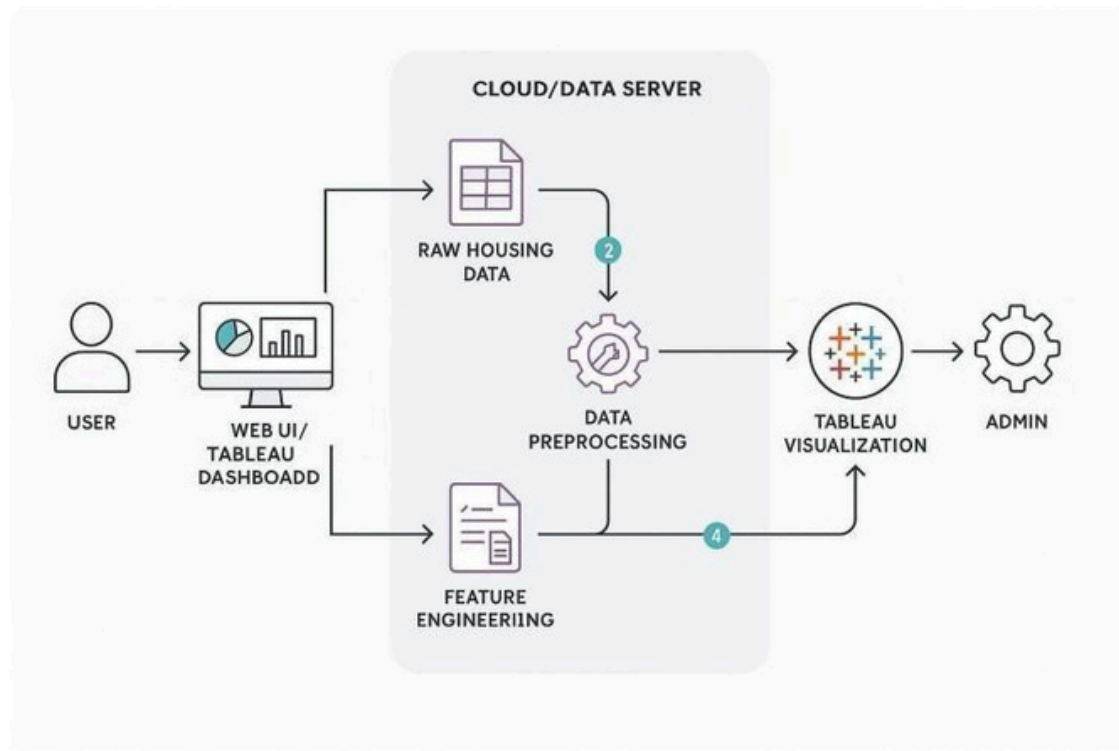 CLOUD/DATA SERVER
RAW HOUSING
DATA
2
USER
WEB UI/
TABLEAU
DASHBOADD
DATA
PREPROCESSING
TABLEAU
VISUALIZATION
ADMIN
4
FEATURE
ENGINEERI1NG